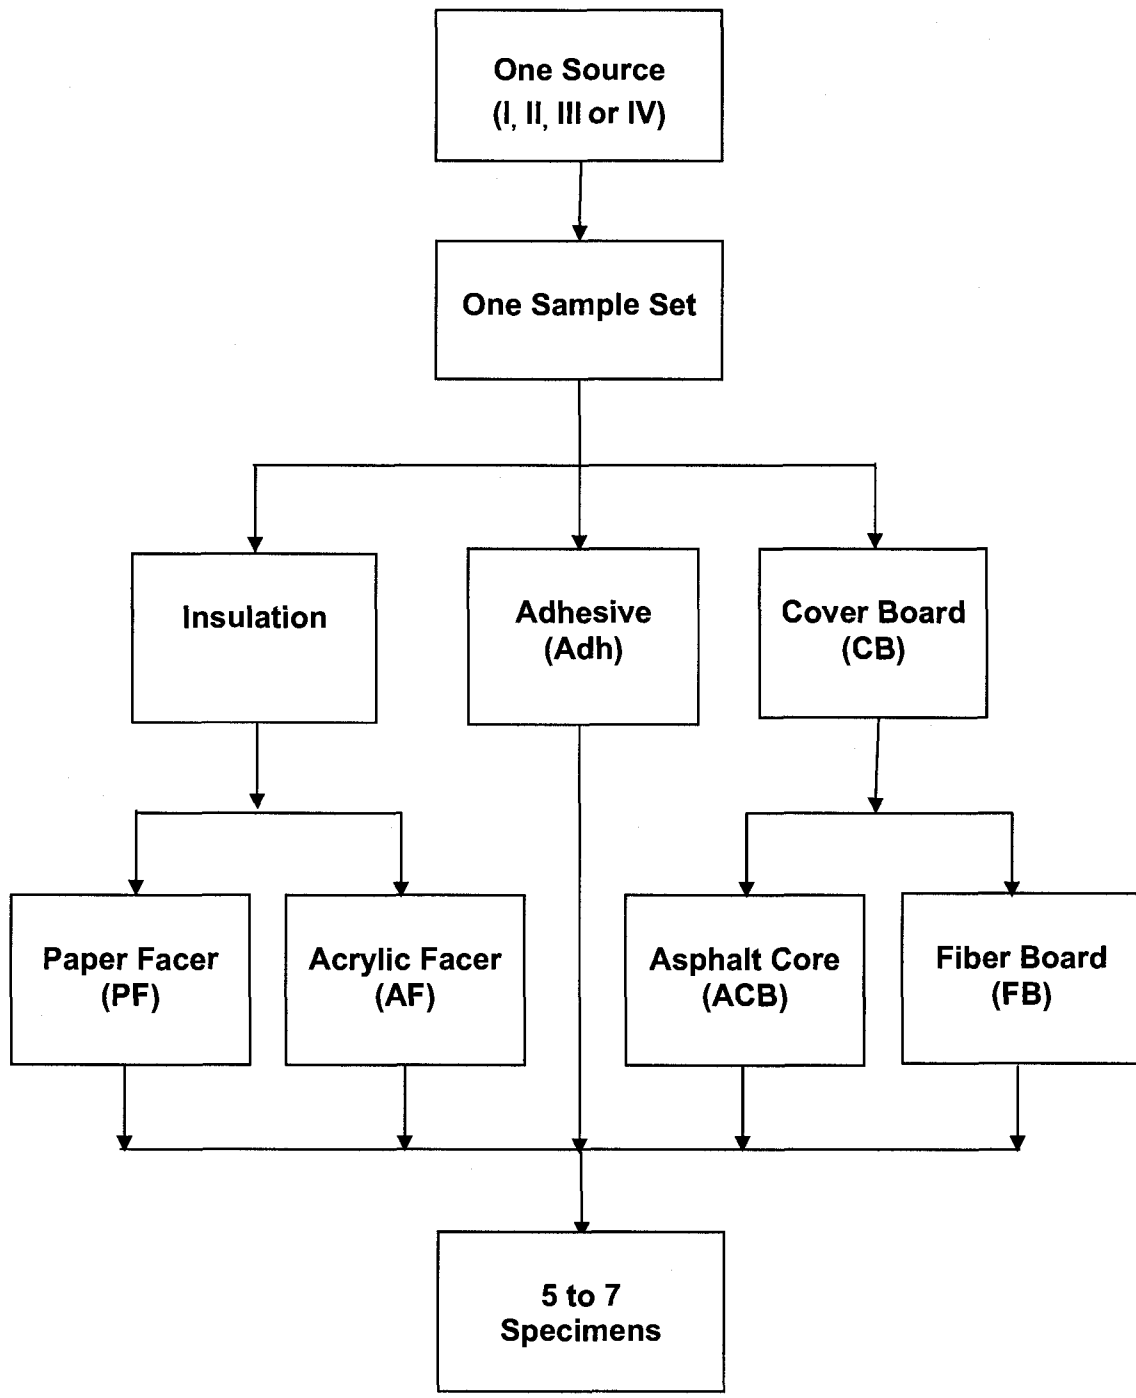 One Source
(I, II, III or IV)
One Sample Set
Insulation
Adhesive
(Adh)
Cover Board
(CB)
Paper Facer
(PF)
Acrylic Facer
(AF)
Asphalt Core
(ACB)
Fiber Board
(FB)
5 to 7
Specimens